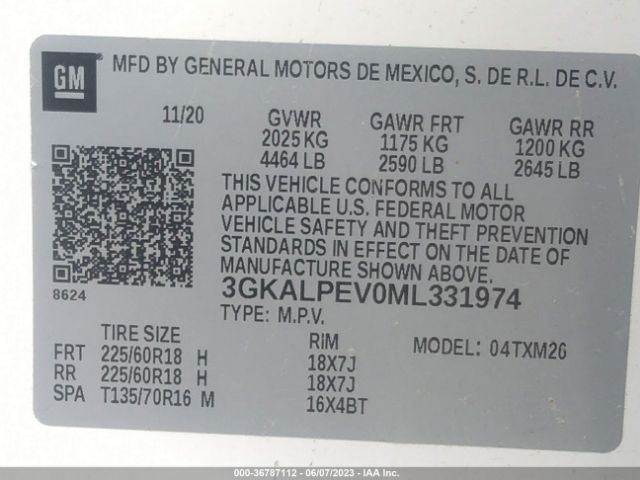 GM
MFD BY GENERAL MOTORS DE MEXICO, S. DE R.L. DE C.V.
11/20 GVWR GAWR FRT GAWR RR
2025 KG 1175 KG 1200 KG
4464 LB 2590 LB 2645 LB
THIS VEHICLE CONFORMS TO ALL
APPLICABLE U.S. FEDERAL MOTOR
VEHICLE SAFETY AND THEFT PREVENTION
STANDARDS IN EFFECT ON THE DATE OF
MANUFACTURE SHOWN ABOVE.
8624 3GKALPEV0ML331974
TYPE: M.P.V.
TIRE SIZE RIM MODEL: 04TXM26
FRT 225/60R18 H 18X7J
RR 225/60R18 H 18X7J
SPA T135/70R16 M 16X4BT
000-36787112 - 06/07/2023 - IAA Inc.